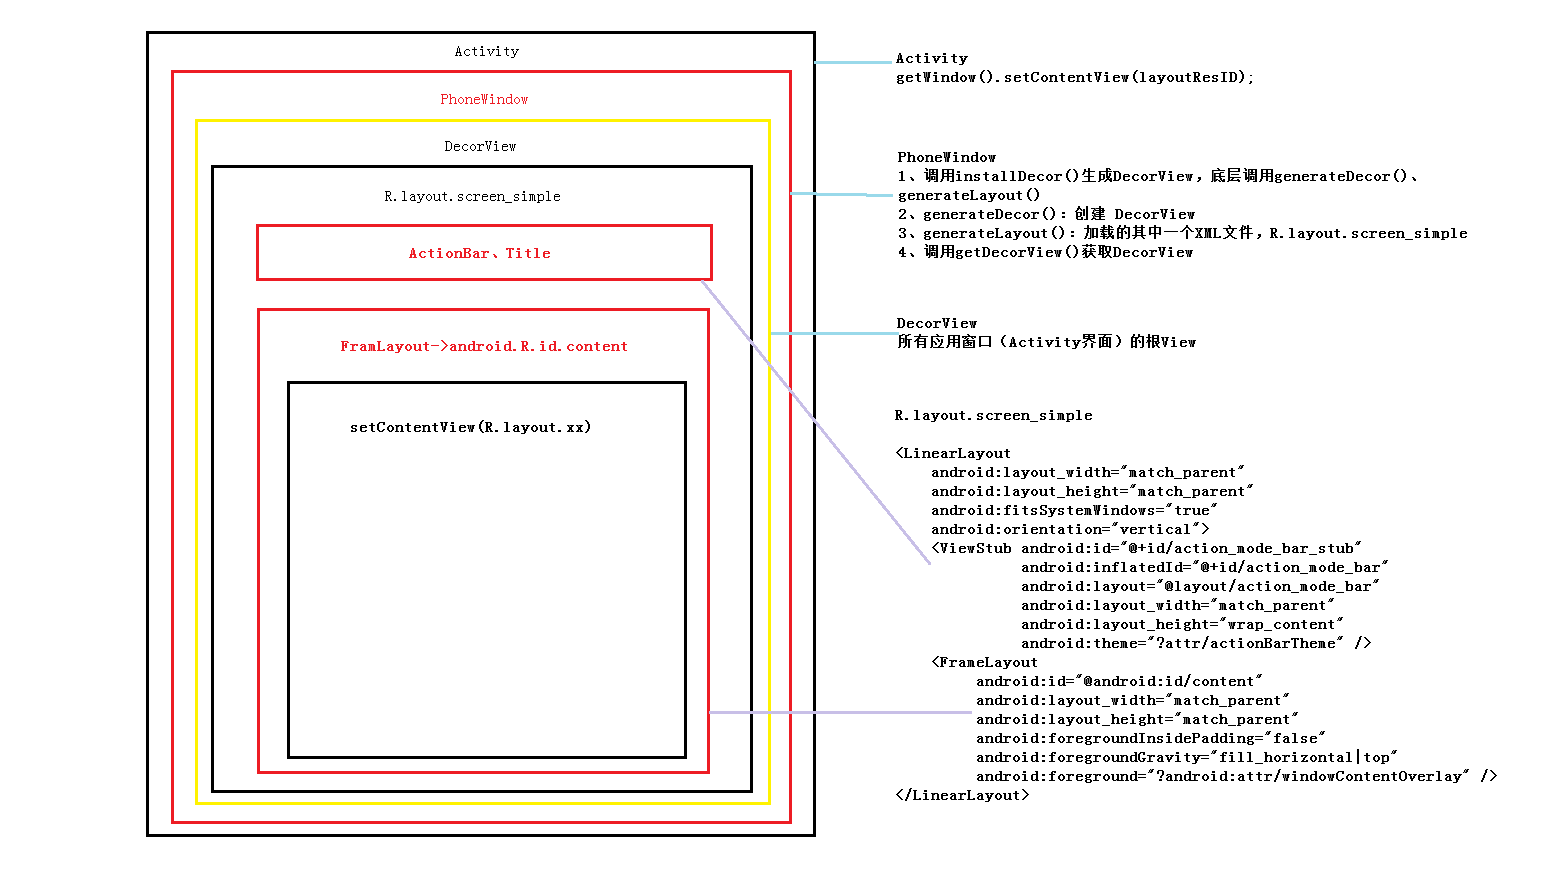 Activity
PhoneWindow
DecorView
R.layout.screen_simple
ActionBar、Title
FramLayout->android.R.id.content
setContentView(R.layout.xx)
Activity
getWindow().setContentView(layoutResID);
PhoneWindow
1、调用installDecor()生成DecorView，底层调用generateDecor()、
generateLayout()
2、generateDecor()：创建 DecorView
3、generateLayout()：加载的其中一个XML文件，R.layout.screen_simple
4、调用getDecorView()获取DecorView
DecorView
所有应用窗口（Activity界面）的根View
R.layout.screen_simple
<LinearLayout
    android:layout_width="match_parent"
    android:layout_height="match_parent"
    android:fitsSystemWindows="true"
    android:orientation="vertical">
    <ViewStub android:id="@+id/action_mode_bar_stub"
              android:inflatedId="@+id/action_mode_bar"
              android:layout="@layout/action_mode_bar"
              android:layout_width="match_parent"
              android:layout_height="wrap_content"
              android:theme="?attr/actionBarTheme" />
    <FrameLayout
         android:id="@android:id/content"
         android:layout_width="match_parent"
         android:layout_height="match_parent"
         android:foregroundInsidePadding="false"
         android:foregroundGravity="fill_horizontal|top"
         android:foreground="?android:attr/windowContentOverlay" />
</LinearLayout>